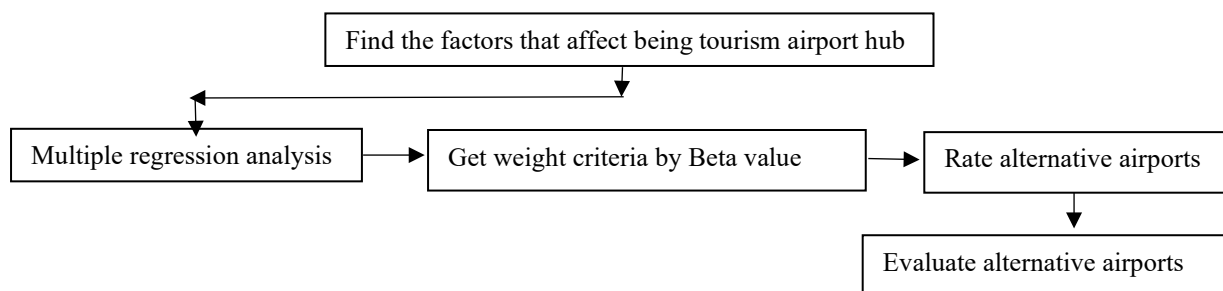 Find the factors that affect being tourism airport hub
Multiple regression analysis
Get weight criteria by Beta value
Rate alternative airports
Evaluate alternative airports